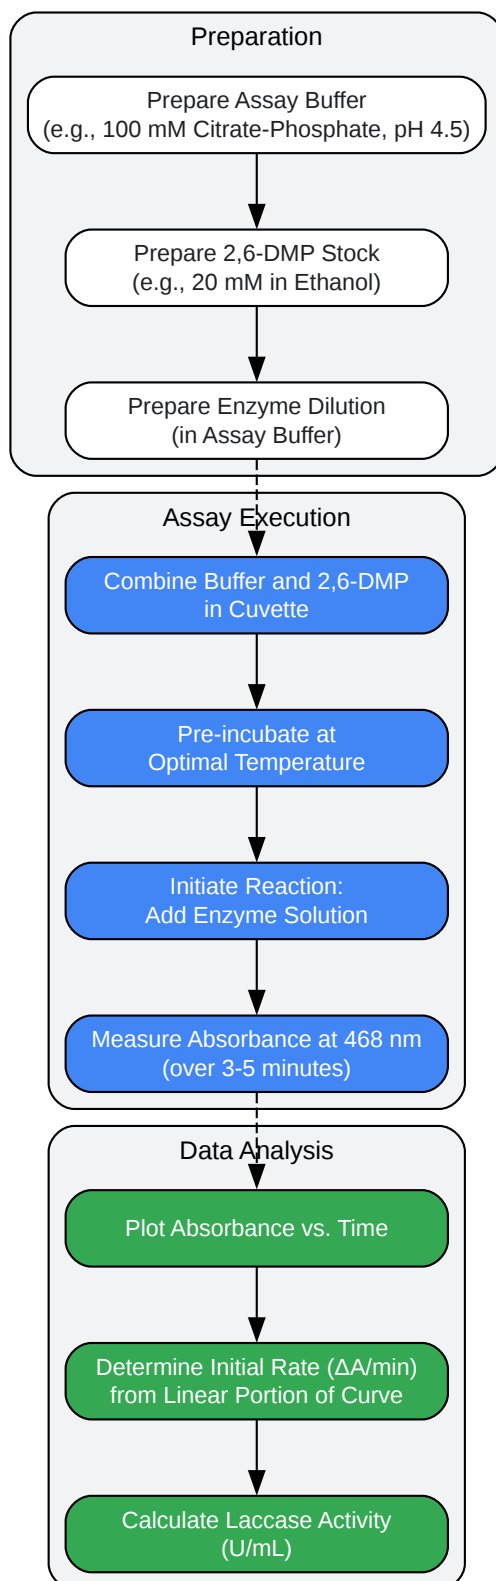 Preparation
Prepare Assay Buffer
(e.g., 100 mM Citrate-Phosphate, pH 4.5)
Prepare 2,6-DMP Stock
(e.g., 20 mM in Ethanol)
Prepare Enzyme Dilution
(in Assay Buffer)
Assay Execution
Combine Buffer and 2,6-DMP
in Cuvette
Pre-incubate at
Optimal Temperature
Initiate Reaction:
Add Enzyme Solution
Measure Absorbance at 468 nm
(over 3-5 minutes)
Data Analysis
Plot Absorbance vs. Time
Determine Initial Rate (ΔA/min)
from Linear Portion of Curve
Calculate Laccase Activity
(U/mL)